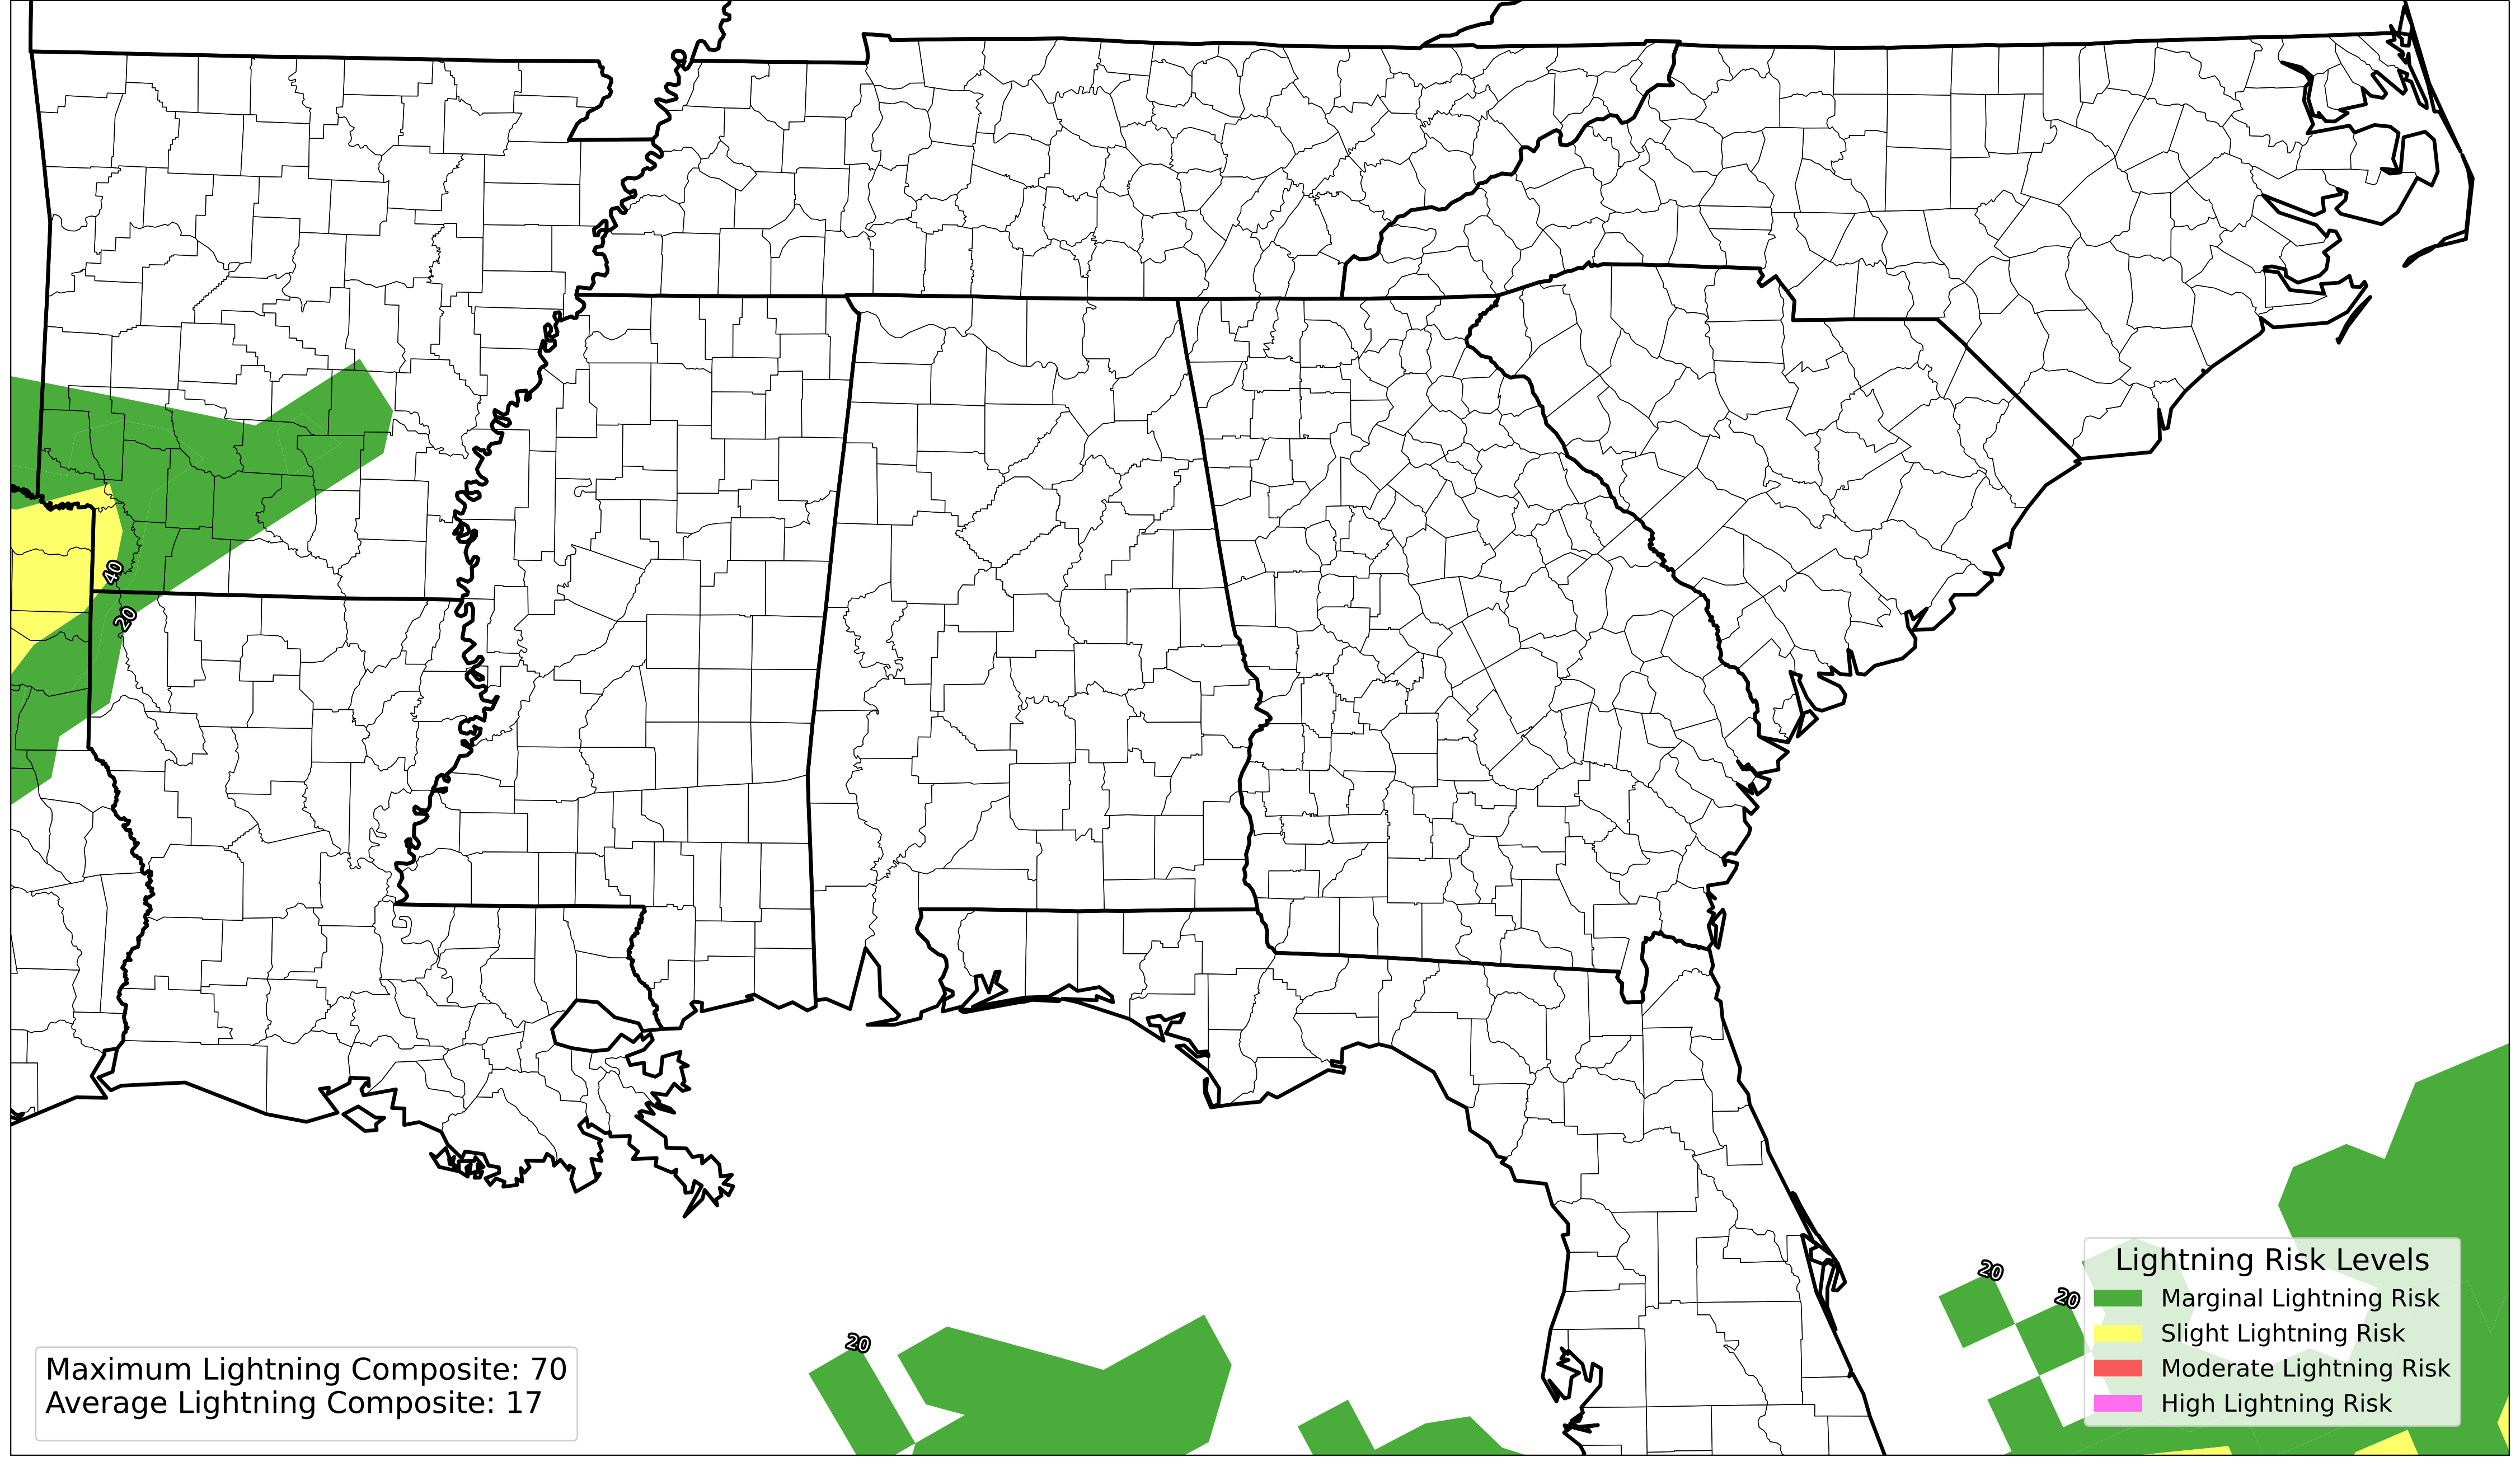 40
20
20
20
20
Lightning Risk Levels
Marginal Lightning Risk
Slight Lightning Risk
Moderate Lightning Risk
High Lightning Risk
Maximum Lightning Composite: 70
Average Lightning Composite: 17